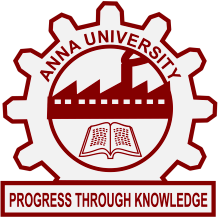 ANNA UNIVERSITY
PROGRESS THROUGH KNOWLEDGE